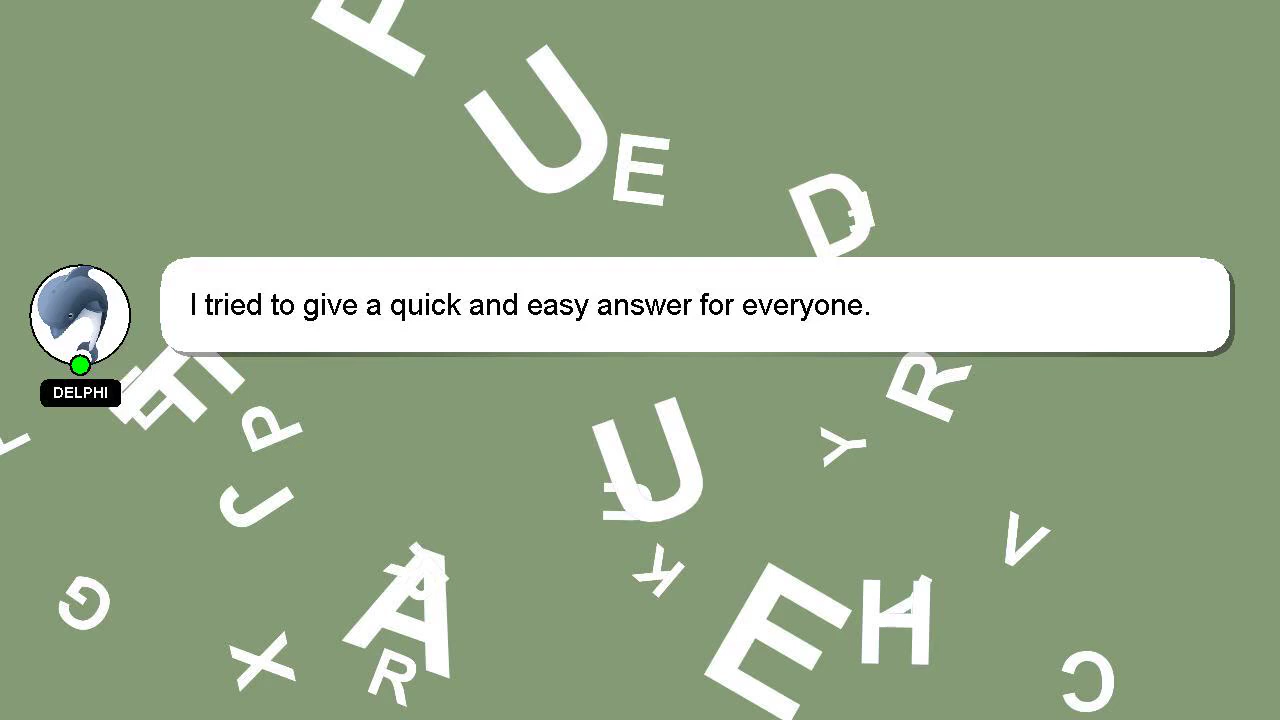 I tried to give a quick and easy answer for everyone.
DELPHI
P
U
E
D
F
P
J
U
R
Y
K
V
G
X
A
R
E
H
C